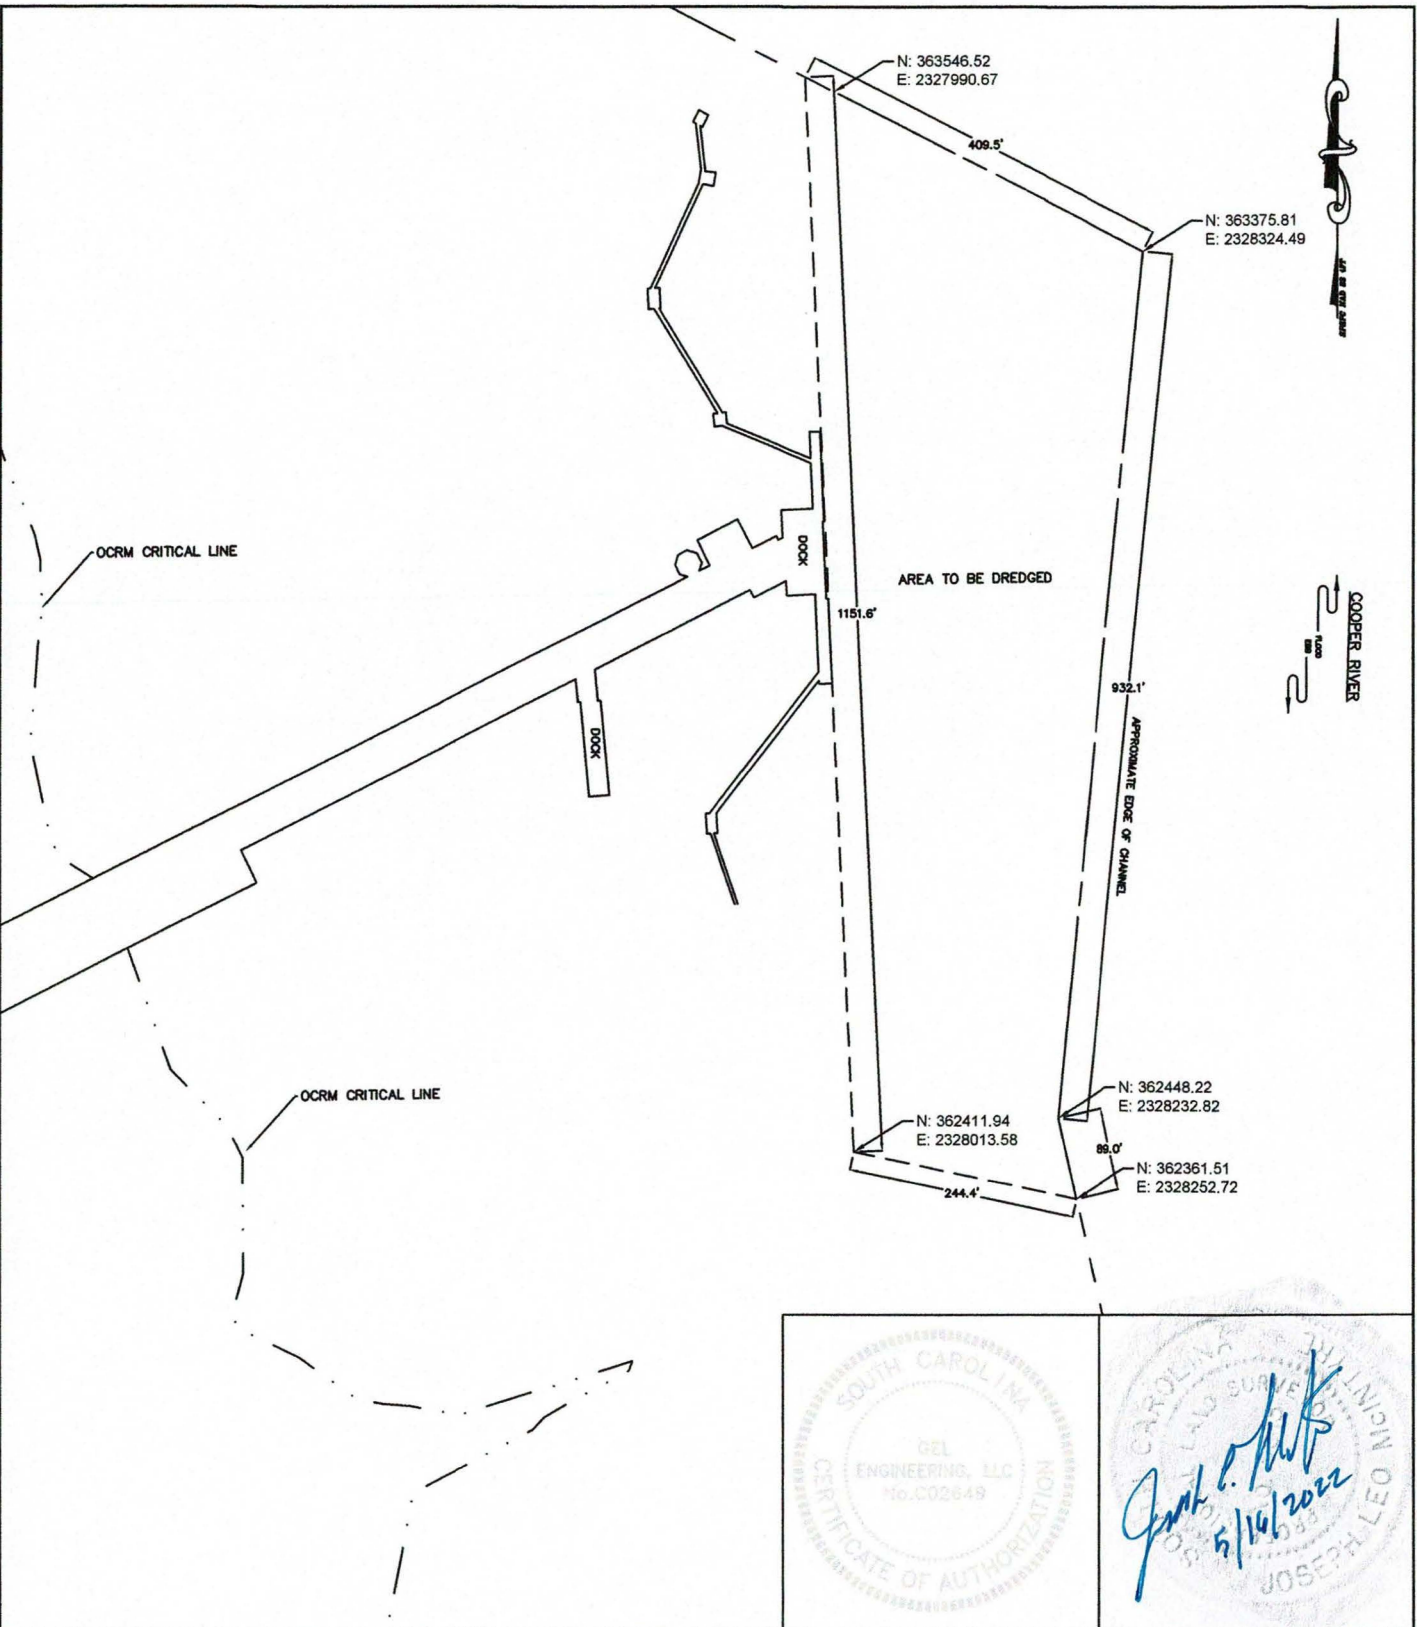 N: 363546.52
E: 2327990.67
409.5'
N: 363375.81
E: 2328324.49
OCRM CRITICAL LINE
DOCK
AREA TO BE DREDGED
1151.6'
COOPER RIVER
FLOOD
EBB
932.1'
APPROXIMATE EDGE OF CHANNEL
DOCK
OCRM CRITICAL LINE
N: 362448.22
E: 2328232.82
N: 362411.94
E: 2328013.58
89.0'
N: 362361.51
E: 2328252.72
244.4'
SOUTH CAROLINA
GEL
ENGINEERING, LLC
No.C02649
CERTIFICATE OF AUTHORIZATION
CAROLINA
LAND SURVEYOR
JOSEPH LEO MCINTYRE
5/16/2022